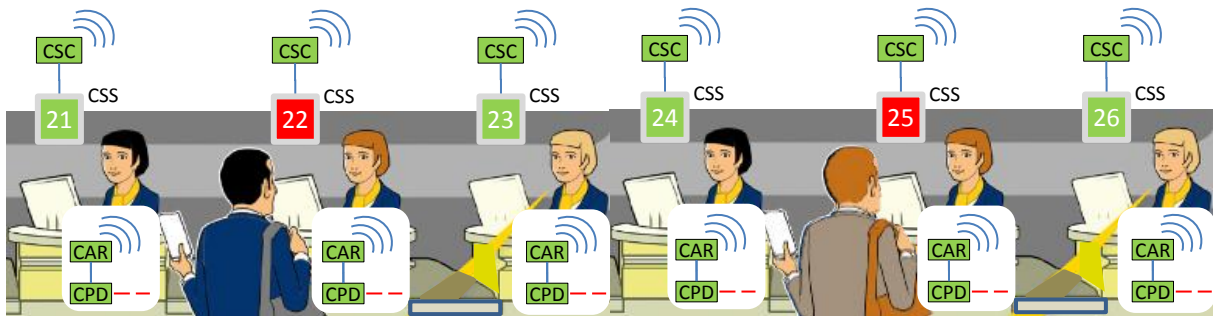 CSC CSC CSC CSC CSC CSC
CSS CSS CSS CSS CSS CSS
21 22 23 24 25 26
CAR CAR CAR CAR CAR CAR
CPD CPD CPD CPD CPD CPD